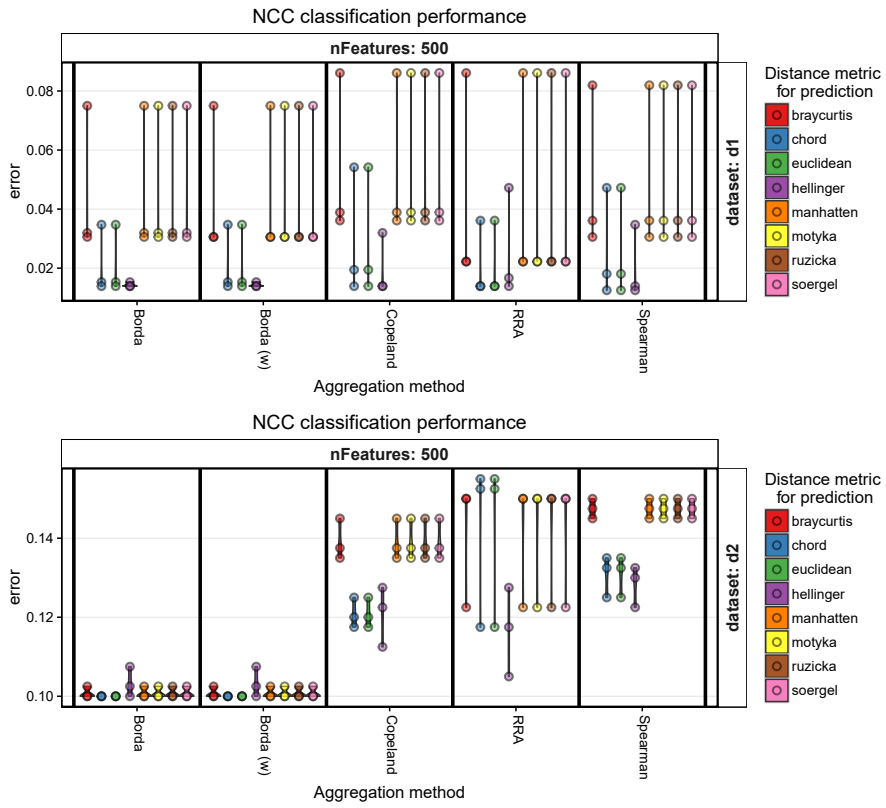 NCC classification performance
nFeatures: 500
error
0.08
0.06
0.04
0.02
dataset: d1
Borda
Borda (w)
Copeland
RRA
Spearman
Aggregation method
Distance metric
for prediction
braycurtis
chord
euclidean
hellinger
manhatten
motyka
ruzicka
soergel
NCC classification performance
nFeatures: 500
error
0.14
0.12
0.10
dataset: d2
Borda
Borda (w)
Copeland
RRA
Spearman
Aggregation method
Distance metric
for prediction
braycurtis
chord
euclidean
hellinger
manhatten
motyka
ruzicka
soergel